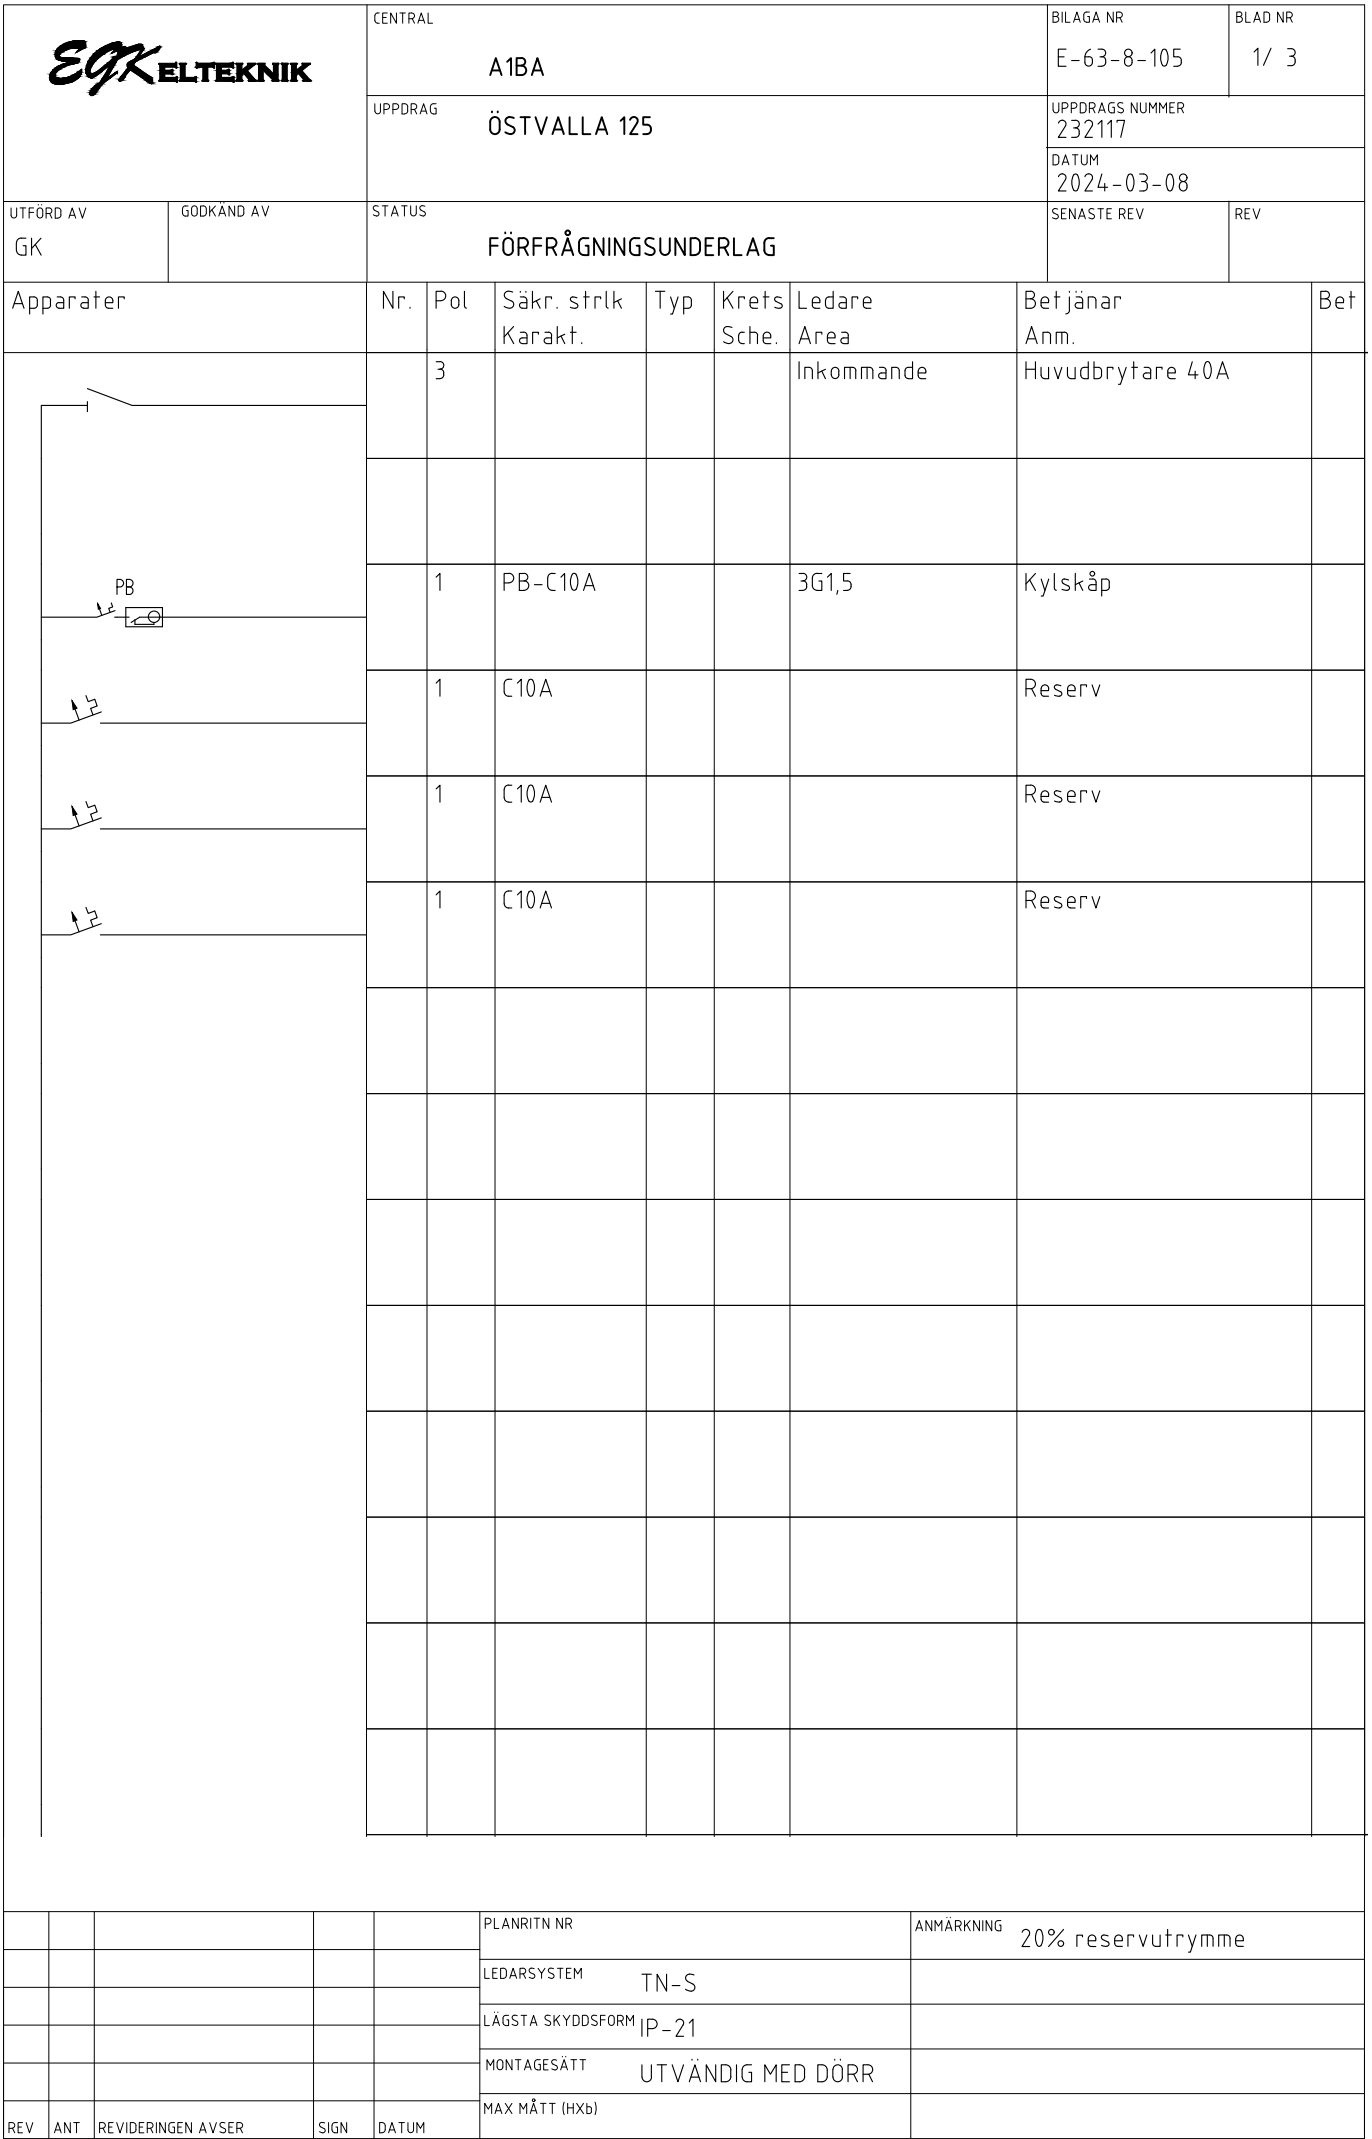 EGK ELTEKNIK
CENTRAL
A1BA
BILAGA NR
E-63-8-105
BLAD NR
1/ 3
UPPDRAG
ÖSTVALLA 125
UPPDRAGS NUMMER
232117
DATUM
2024-03-08
UTFÖRD AV
GK
GODKÄND AV
STATUS
FÖRFRÅGNINGSUNDERLAG
SENASTE REV
REV
Apparater Nr. Pol Säkr. strlk Typ Krets Ledare Betjänar Bet
Karakt. Sche. Area Anm.
3 Inkommande Huvudbrytare 40A
PB
1 PB-C10A 3G1,5 Kylskåp
1 C10A Reserv
1 C10A Reserv
1 C10A Reserv
PLANRITN NR
ANMÄRKNING 20% reservutrymme
LEDARSYSTEM TN-S
LÄGSTA SKYDDSFORM IP-21
MONTAGESÄTT UTVÄNDIG MED DÖRR
MAX MÅTT (HXb)
REV ANT REVIDERINGEN AVSER SIGN DATUM